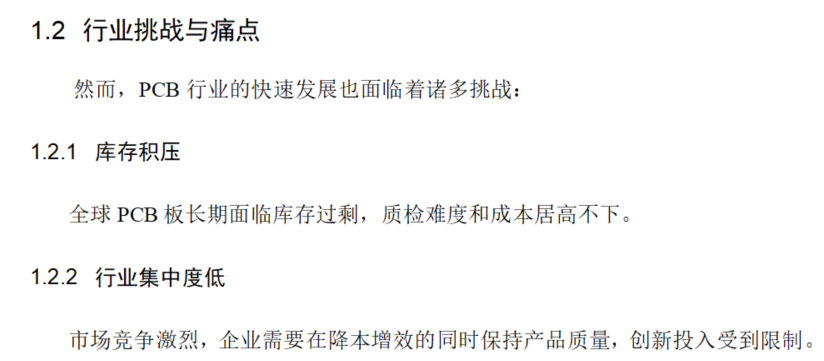 1.2 行业挑战与痛点
然而，PCB 行业的快速发展也面临着诸多挑战：
1.2.1 库存积压
全球 PCB 板长期面临库存过剩，质检难度和成本居高不下。
1.2.2 行业集中度低
市场竞争激烈，企业需要在降本增效的同时保持产品质量，创新投入受到限制。